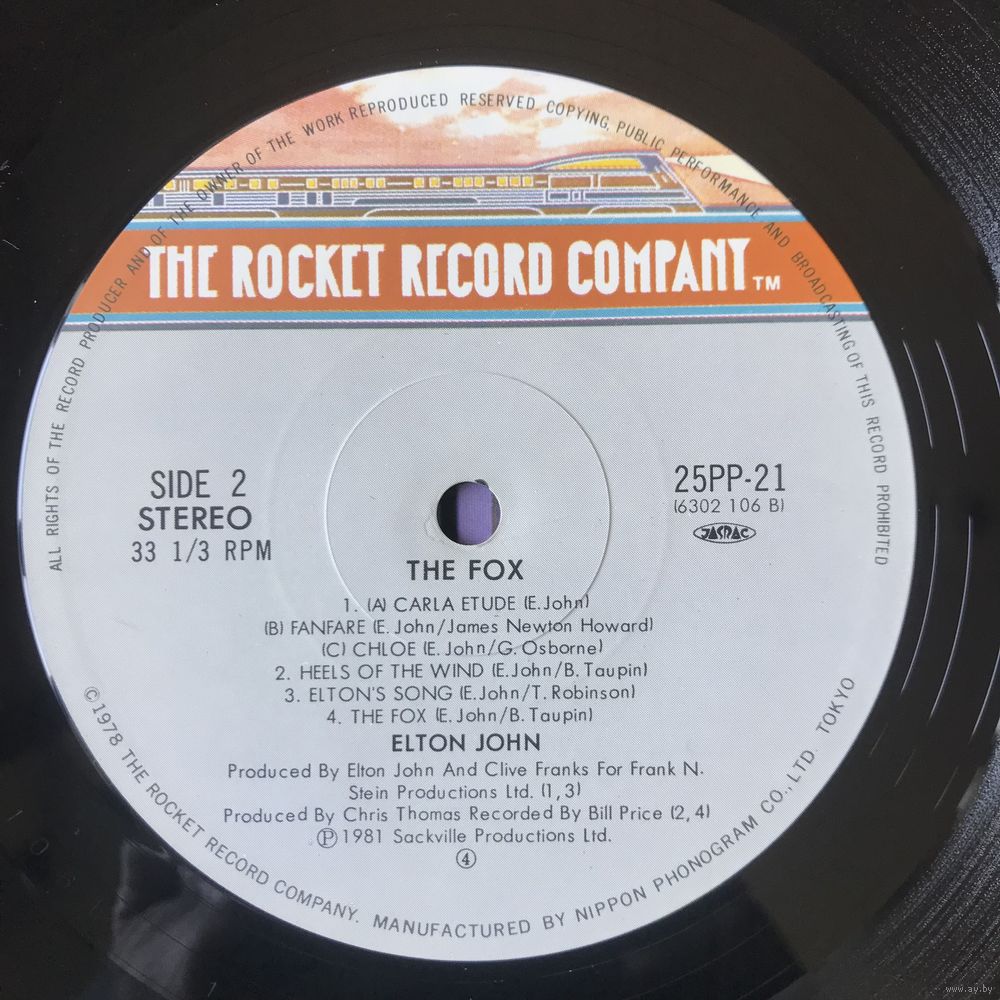 ALL RIGHTS OF THE RECORD PRODUCER AND OF THE OWNER OF THE WORK REPRODUCED RESERVED COPYING, PUBLIC PERFORMANCE AND BROADCASTING OF THIS RECORD PROHIBITED
THE ROCKET RECORD COMPANY TM
SIDE 2
STEREO
33 1/3 RPM
25PP-21
(6302 106 B)
JASRAC
THE FOX
1. (A) CARLA ETUDE (E.John)
(B) FANFARE (E. John/James Newton Howard)
(C) CHLOE (E. John/G. Osborne)
2. HEELS OF THE WIND (E.John/B. Taupin)
3. ELTON'S SONG (E.John/T. Robinson)
4. THE FOX (E. John/B. Taupin)
ELTON JOHN
Produced By Elton John And Clive Franks For Frank N.
Stein Productions Ltd. (1, 3)
Produced By Chris Thomas Recorded By Bill Price (2, 4)
Ⓟ 1981 Sackville Productions Ltd.
④
©1978 THE ROCKET RECORD COMPANY. MANUFACTURED BY NIPPON PHONOGRAM CO., LTD. TOKYO
www.ay.by